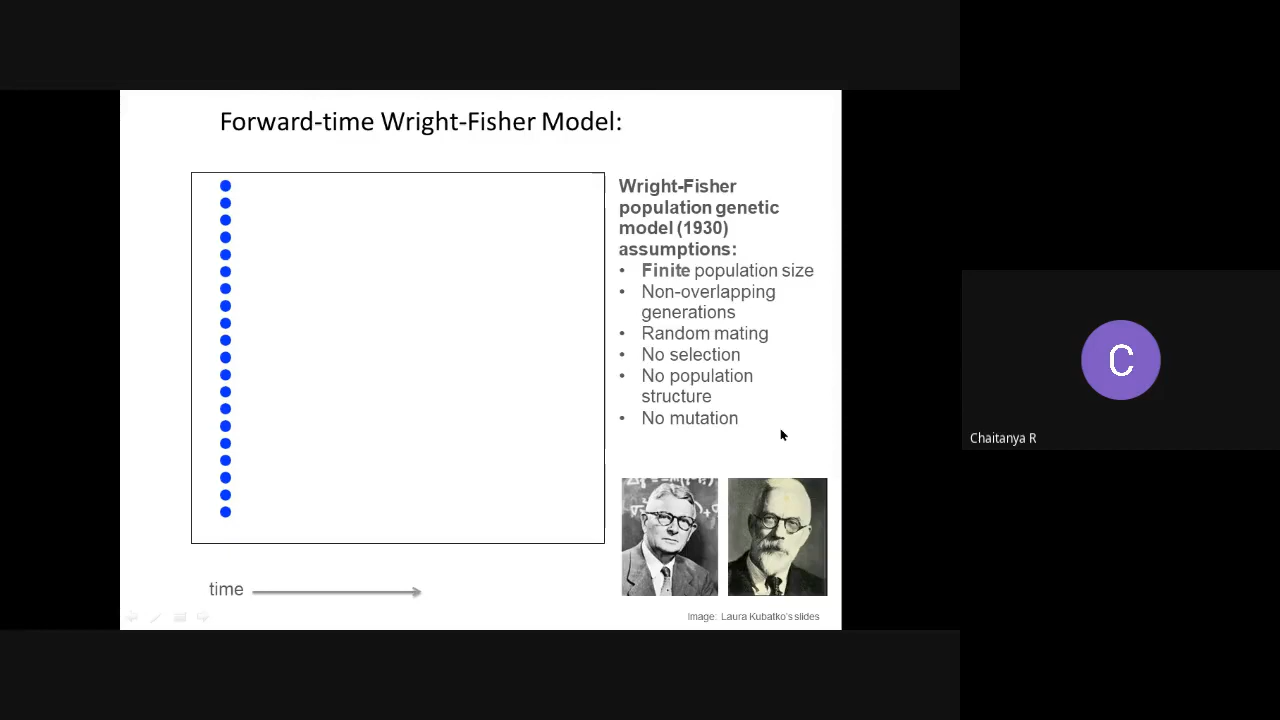 Forward-time Wright-Fisher Model:
Wright-Fisher
population genetic
model (1930)
assumptions:
• Finite population size
• Non-overlapping
generations
• Random mating
• No selection
• No population
structure
• No mutation
time
Image: Laura Kubatko's slides
C
Chaitanya R